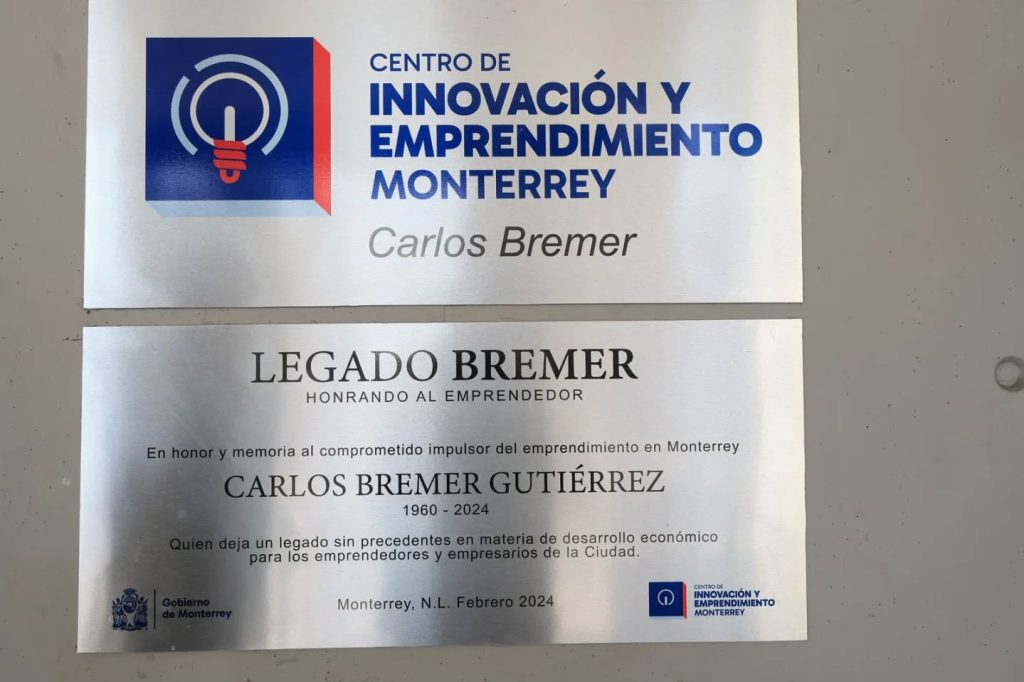 CENTRO DE
INNOVACIÓN Y
EMPRENDIMIENTO
MONTERREY
Carlos Bremer
LEGADO BREMER
HONRANDO AL EMPRENDEDOR
En honor y memoria al comprometido impulsor del emprendimiento en Monterrey
CARLOS BREMER GUTIÉRREZ
1960 - 2024
Quien deja un legado sin precedentes en materia de desarrollo económico
para los emprendedores y empresarios de la Ciudad.
Gobierno
de Monterrey
Monterrey, N.L. Febrero 2024
CENTRO DE
INNOVACIÓN Y
EMPRENDIMIENTO
MONTERREY